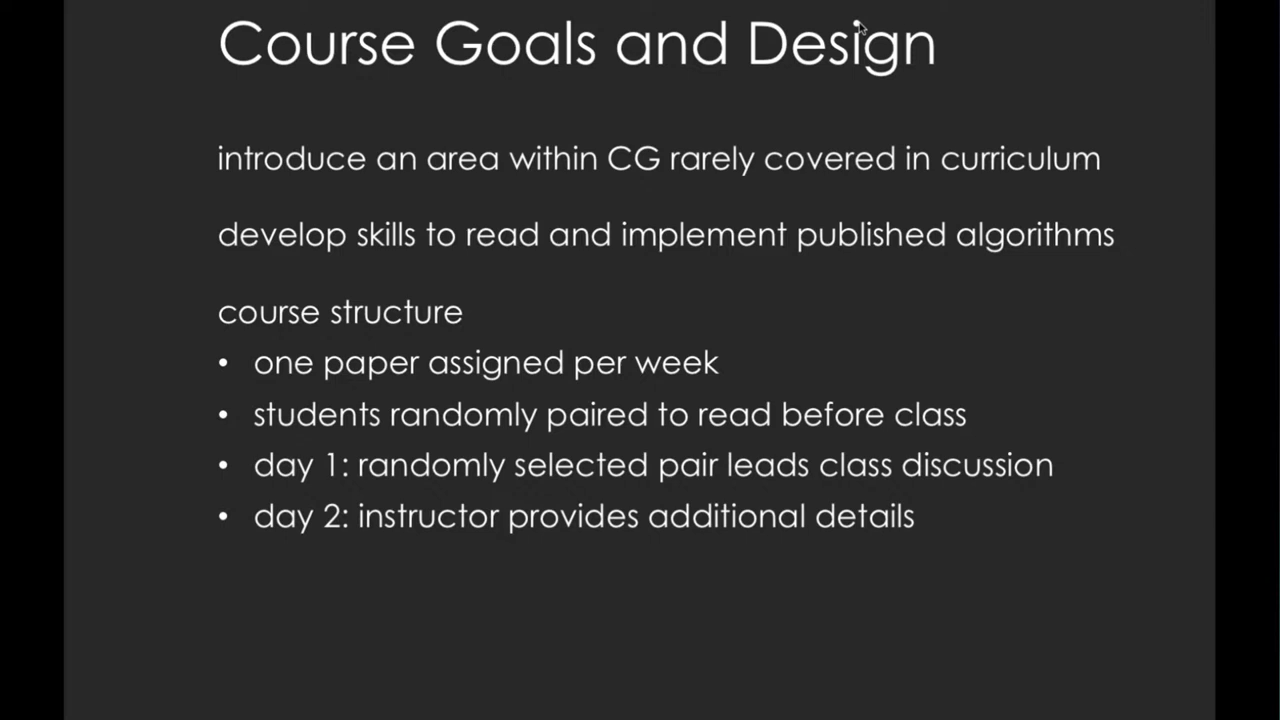 Course Goals and Design
introduce an area within CG rarely covered in curriculum
develop skills to read and implement published algorithms
course structure
• one paper assigned per week
• students randomly paired to read before class
• day 1: randomly selected pair leads class discussion
• day 2: instructor provides additional details